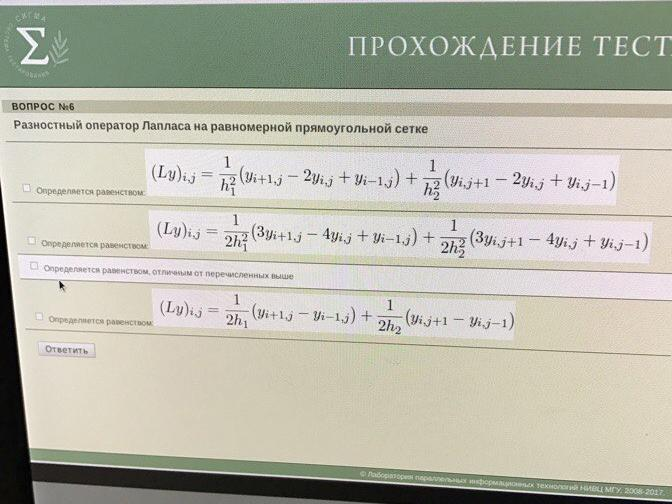 СИГМА
СИСТЕМА ТЕСТИРОВАНИЯ
Σ
ПРОХОЖДЕНИЕ ТЕСТ
ВОПРОС №6
Разностный оператор Лапласа на равномерной прямоугольной сетке
Определяется равенством: (Ly)_{i,j} = \frac{1}{h_1^2}(y_{i+1,j} − 2y_{i,j} + y_{i−1,j}) + \frac{1}{h_2^2}(y_{i,j+1} − 2y_{i,j} + y_{i,j−1})
Определяется равенством: (Ly)_{i,j} = \frac{1}{2h_1^2}(3y_{i+1,j} − 4y_{i,j} + y_{i−1,j}) + \frac{1}{2h_2^2}(3y_{i,j+1} − 4y_{i,j} + y_{i,j−1})
Определяется равенством, отличным от перечисленных выше
Определяется равенством: (Ly)_{i,j} = \frac{1}{2h_1}(y_{i+1,j} − y_{i−1,j}) + \frac{1}{2h_2}(y_{i,j+1} − y_{i,j−1})
Ответить
© Лаборатория параллельных информационных технологий НИВЦ МГУ, 2008-2017.